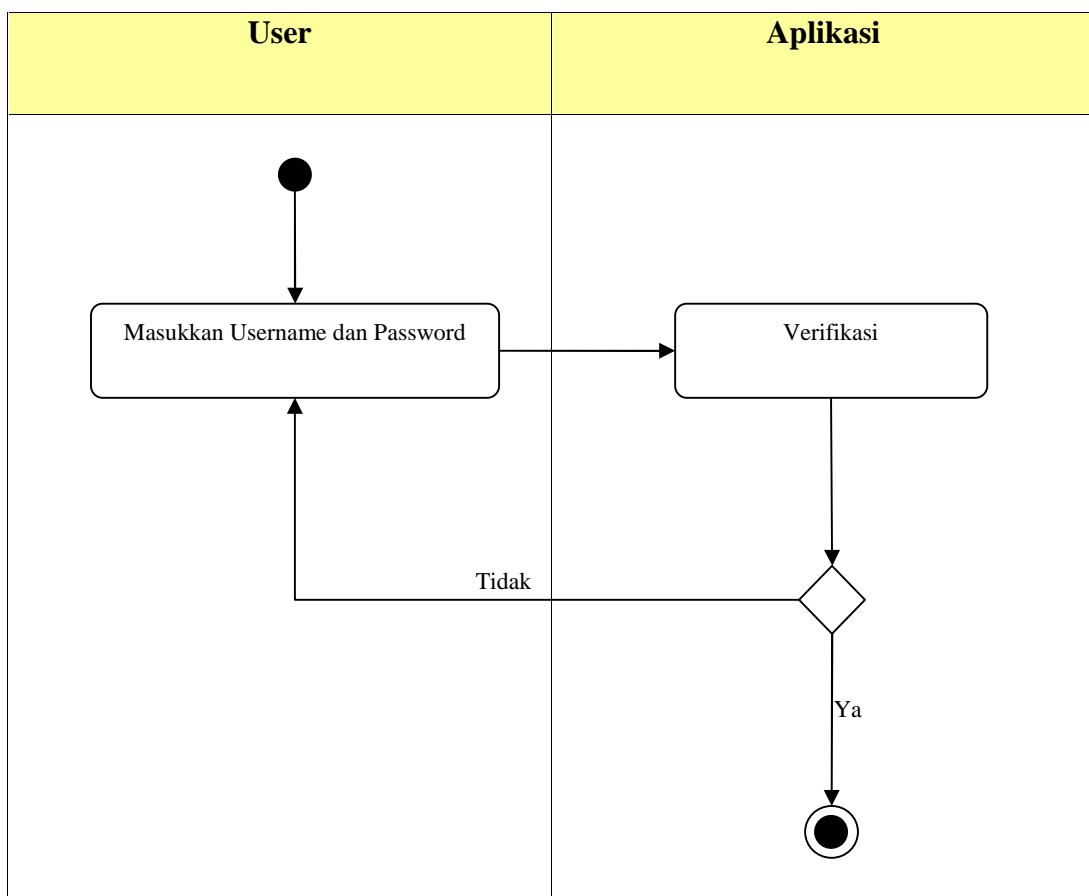 User
Aplikasi
Masukkan Username dan Password
Verifikasi
Tidak
Ya